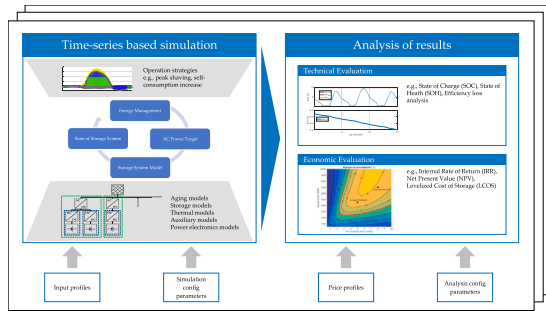 Time-series based simulation
Operation strategies
e.g., peak shaving, self-
consumption increase
Energy Management
State of Storage System
AC Power Target
Storage System Model
Aging models
Storage models
Thermal models
Auxiliary models
Power electronics models
Analysis of results
Technical Evaluation
e.g., State of Charge (SOC), State of
Heath (SOH), Efficiency loss
analysis
Economic Evaluation
e.g., Internal Rate of Return (IRR),
Net Present Value (NPV),
Levelized Cost of Storage (LCOS)
Input profiles
Simulation
config
parameters
Price profiles
Analysis config
parameters